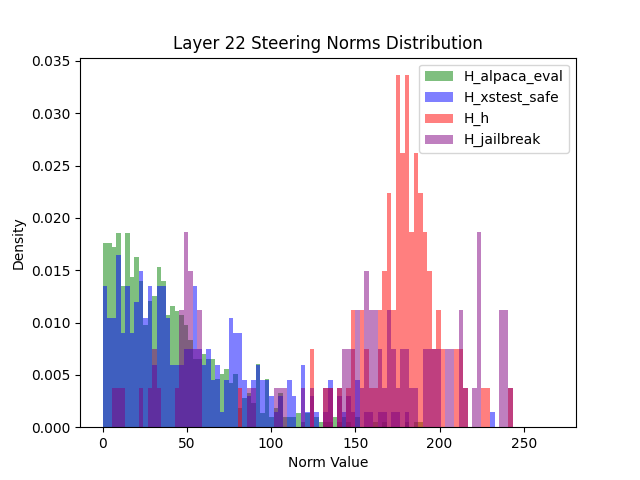 Layer 22 Steering Norms Distribution
H_alpaca_eval
H_xstest_safe
H_h
H_jailbreak
Density
0.035
0.030
0.025
0.020
0.015
0.010
0.005
0.000
0 50 100 150 200 250
Norm Value